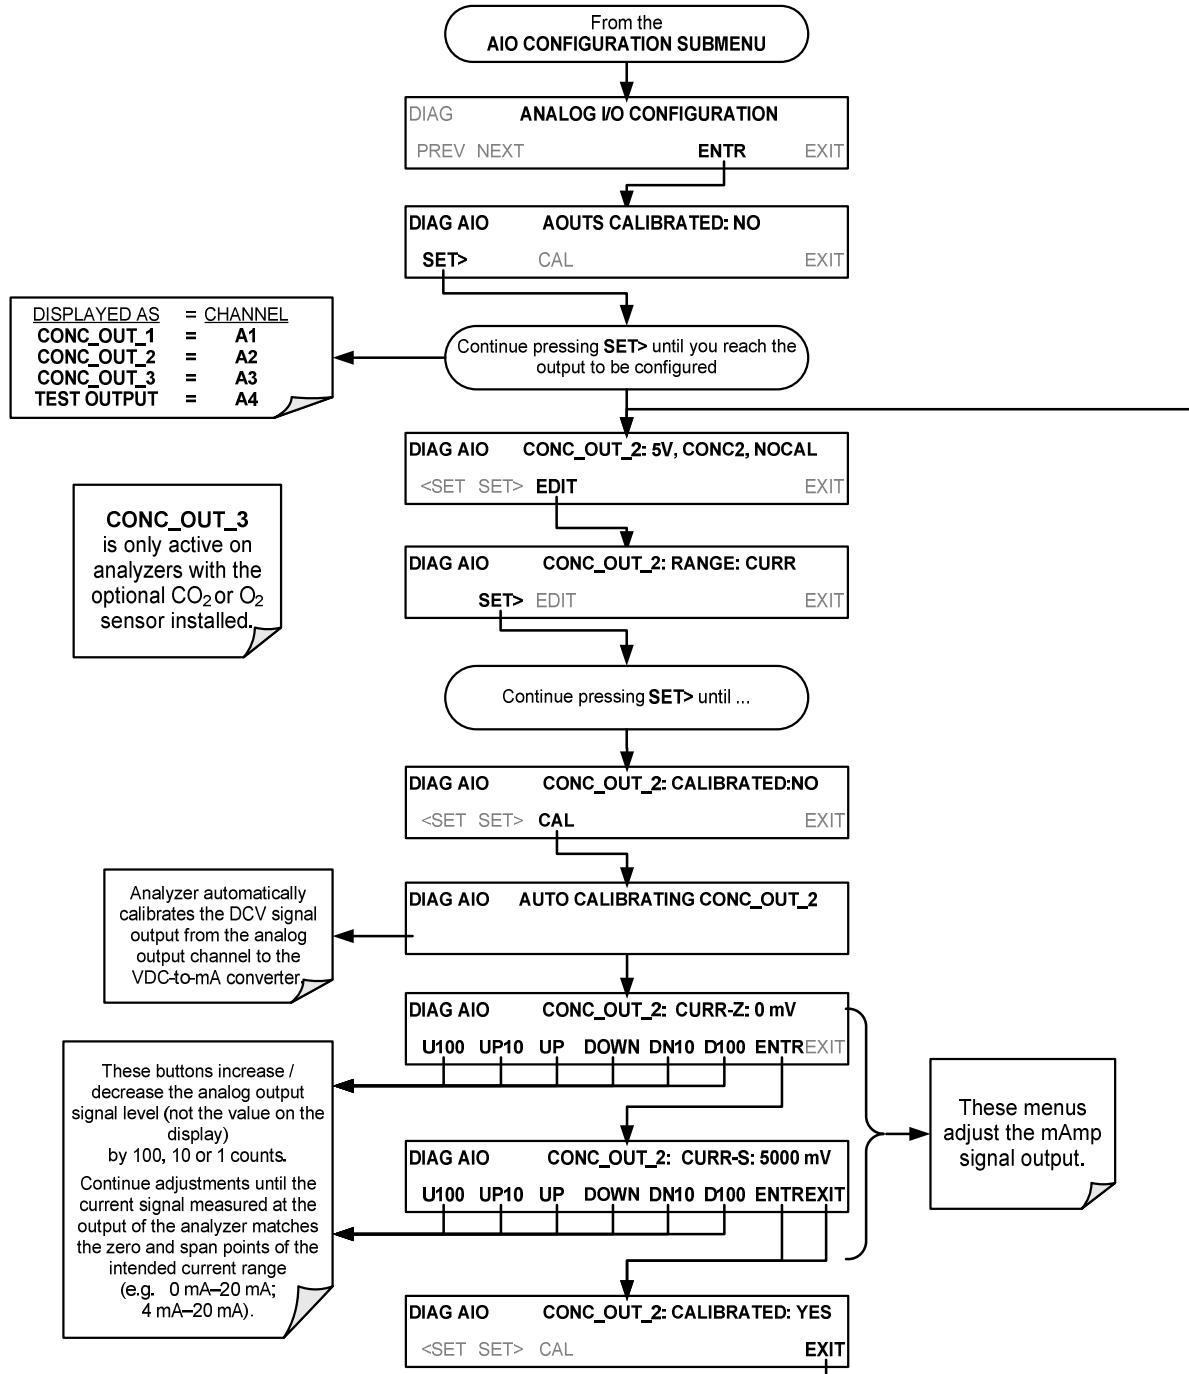 From the
AIO CONFIGURATION SUBMENU
DIAG ANALOG I/O CONFIGURATION
PREV NEXT ENTR EXIT
DIAG AIO AOUTS CALIBRATED: NO
SET> CAL EXIT
DISPLAYED AS = CHANNEL
CONC_OUT_1 = A1
CONC_OUT_2 = A2
CONC_OUT_3 = A3
TEST OUTPUT = A4
Continue pressing SET> until you reach the
output to be configured
DIAG AIO CONC_OUT_2: 5V, CONC2, NOCAL
<SET SET> EDIT EXIT
CONC_OUT_3
is only active on
analyzers with the
optional CO2 or O2
sensor installed.
DIAG AIO CONC_OUT_2: RANGE: CURR
SET> EDIT EXIT
Continue pressing SET> until ...
DIAG AIO CONC_OUT_2: CALIBRATED:NO
<SET SET> CAL EXIT
Analyzer automatically
calibrates the DCV signal
output from the analog
output channel to the
VDC-to-mA converter.
DIAG AIO AUTO CALIBRATING CONC_OUT_2
DIAG AIO CONC_OUT_2: CURR-Z: 0 mV
U100 UP10 UP DOWN DN10 D100 ENTR EXIT
These buttons increase /
decrease the analog output
signal level (not the value on the
display)
by 100, 10 or 1 counts.
Continue adjustments until the
current signal measured at the
output of the analyzer matches
the zero and span points of the
intended current range
(e.g. 0 mA–20 mA;
4 mA–20 mA).
These menus
adjust the mAmp
signal output.
DIAG AIO CONC_OUT_2: CURR-S: 5000 mV
U100 UP10 UP DOWN DN10 D100 ENTR EXIT
DIAG AIO CONC_OUT_2: CALIBRATED: YES
<SET SET> CAL EXIT